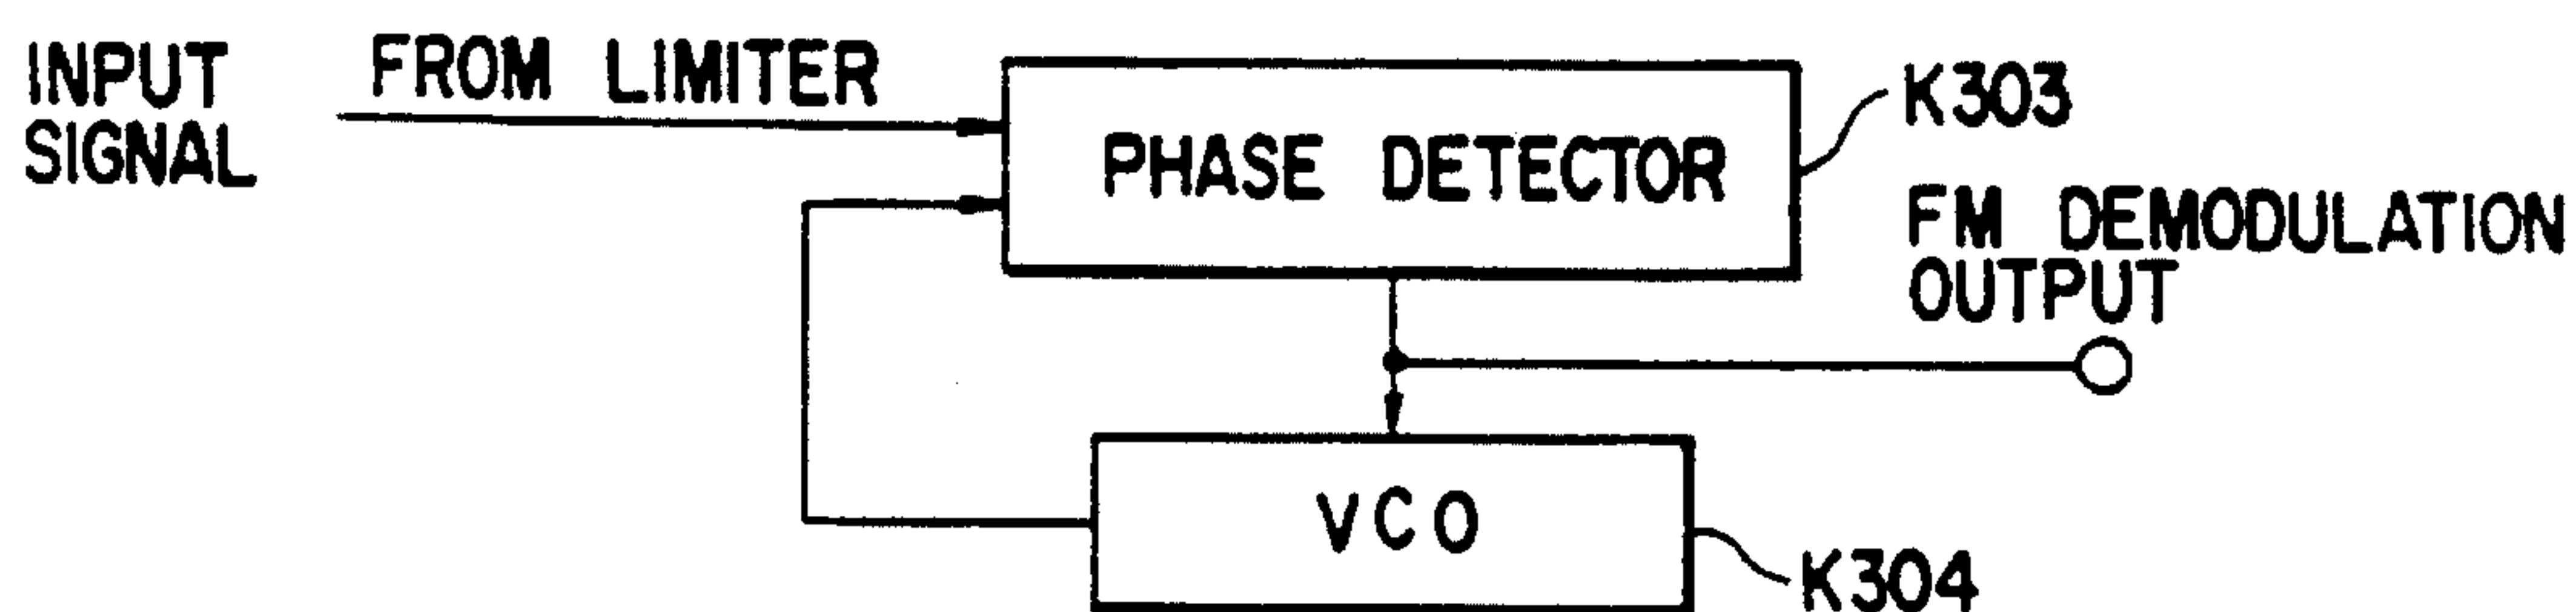 INPUT
SIGNAL
FROM LIMITER
PHASE DETECTOR
K303
FM DEMODULATION
OUTPUT
VCO
K304